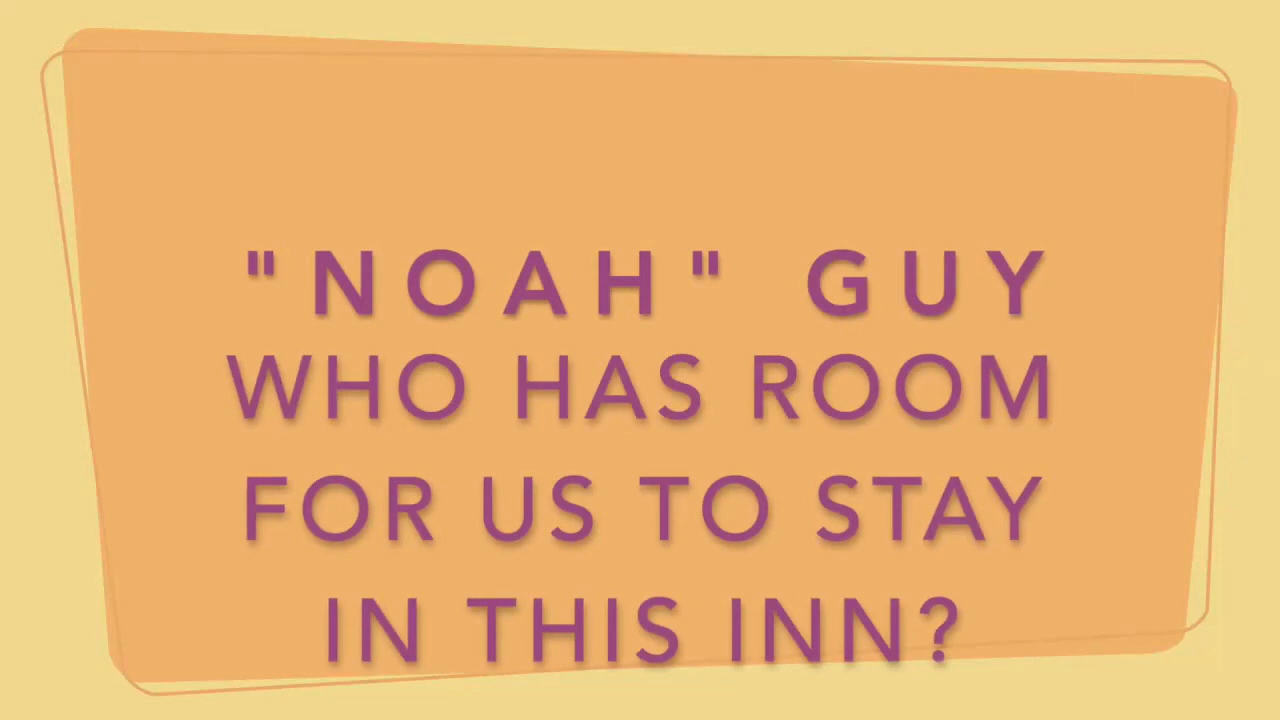 "NOAH" GUY
WHO HAS ROOM
FOR US TO STAY
IN THIS INN?